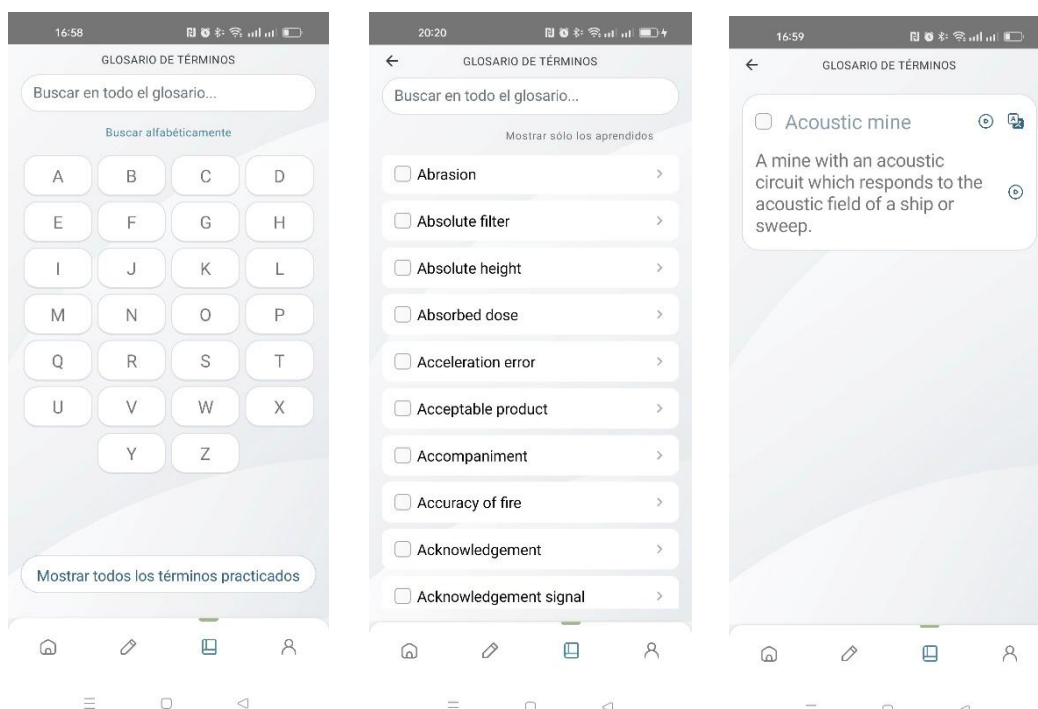 16:58
GLOSARIO DE TÉRMINOS
Buscar en todo el glosario...
Buscar alfabéticamente
A B C D
E F G H
I J K L
M N O P
Q R S T
U V W X
Y Z
Mostrar todos los términos practicados
20:20
GLOSARIO DE TÉRMINOS
Buscar en todo el glosario...
Mostrar sólo los aprendidos
Abrasion
Absolute filter
Absolute height
Absorbed dose
Acceleration error
Acceptable product
Accompaniment
Accuracy of fire
Acknowledgement
Acknowledgement signal
16:59
GLOSARIO DE TÉRMINOS
Acoustic mine
A mine with an acoustic
circuit which responds to the
acoustic field of a ship or
sweep.